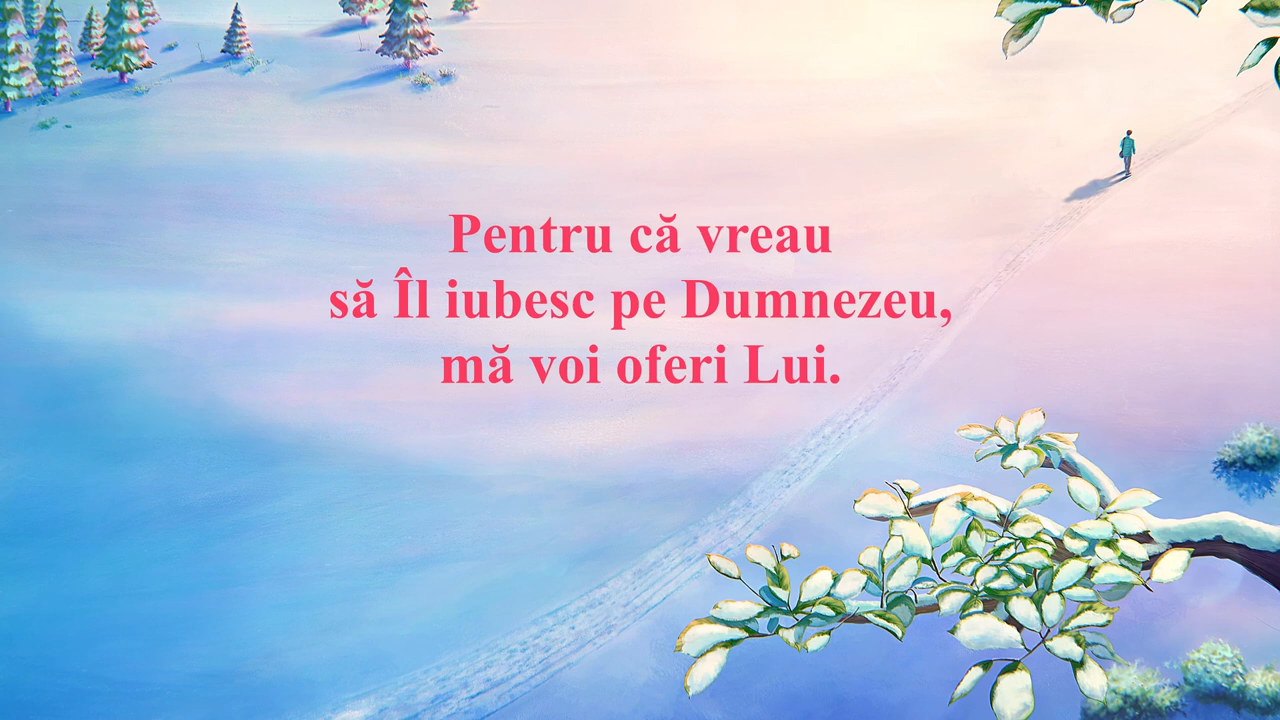 Pentru că vreau
să Îl iubesc pe Dumnezeu,
mă voi oferi Lui.